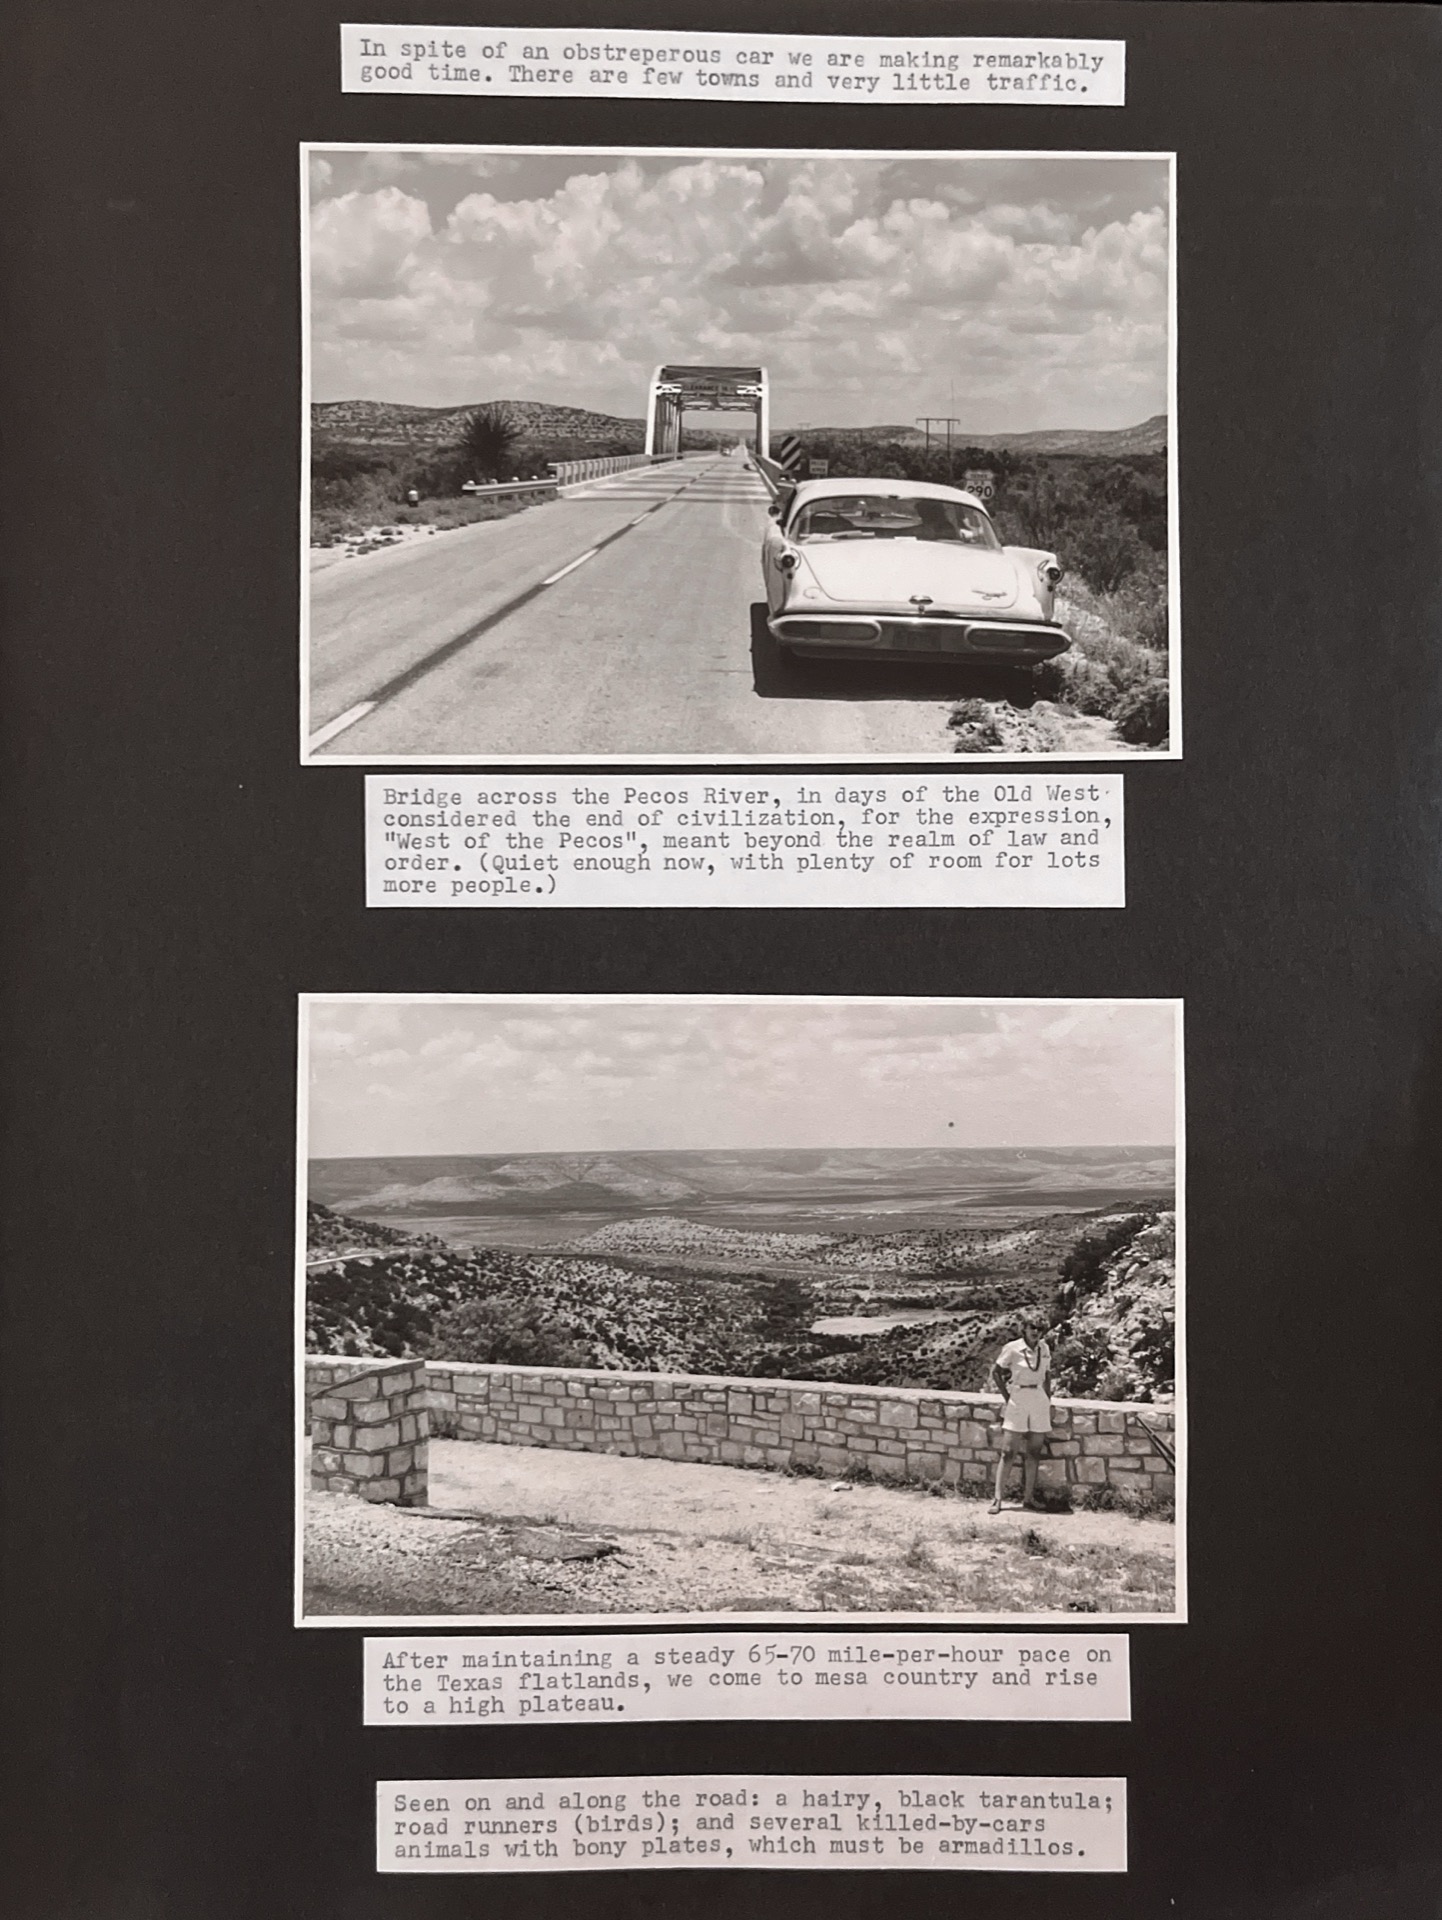 In spite of an obstreperous car we are making remarkably
good time. There are few towns and very little traffic.
CLEARANCE
290
Bridge across the Pecos River, in days of the Old West
considered the end of civilization, for the expression,
"West of the Pecos", meant beyond the realm of law and
order. (Quiet enough now, with plenty of room for lots
more people.)
After maintaining a steady 65-70 mile-per-hour pace on
the Texas flatlands, we come to mesa country and rise
to a high plateau.
Seen on and along the road: a hairy, black tarantula;
road runners (birds); and several killed-by-cars
animals with bony plates, which must be armadillos.